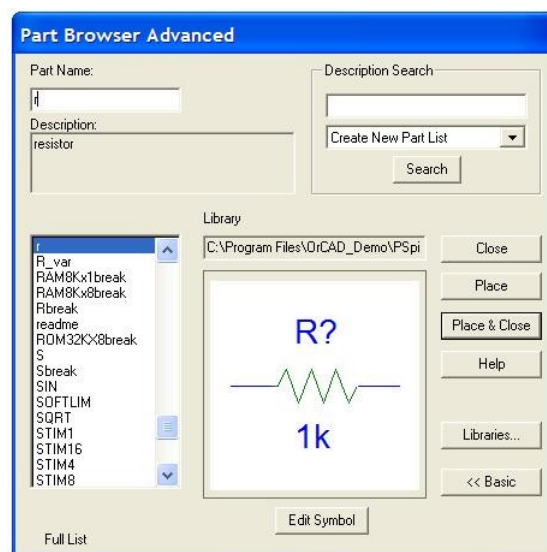 Part Browser Advanced
Part Name:
r
Description:
resistor
Description Search
Create New Part List
Search
Library
C:\Program Files\OrCAD_Demo\PSpi
r
R_var
RAM8Kx1break
RAM8Kx8break
Rbreak
readme
ROM32KX8break
S
Sbreak
SIN
SOFTLIM
SQRT
STIM1
STIM16
STIM4
STIM8
Full List
R?
1k
Edit Symbol
Close
Place
Place & Close
Help
Libraries...
<< Basic